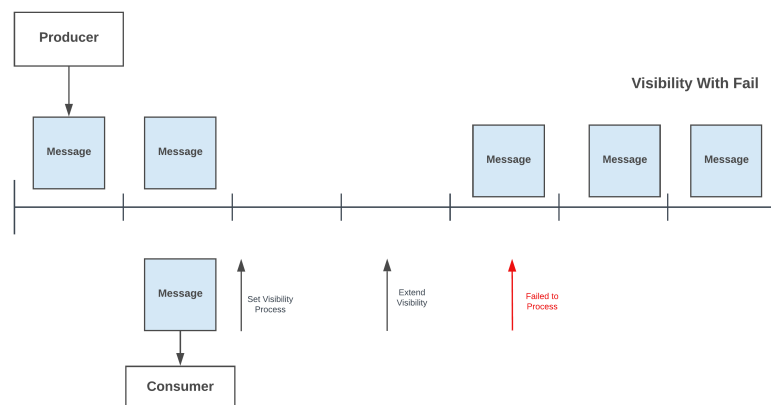 Producer
Visibility With Fail
Message
Message
Message
Message
Message
Message
Set Visibility
Process
Extend
Visibility
Failed to
Process
Consumer